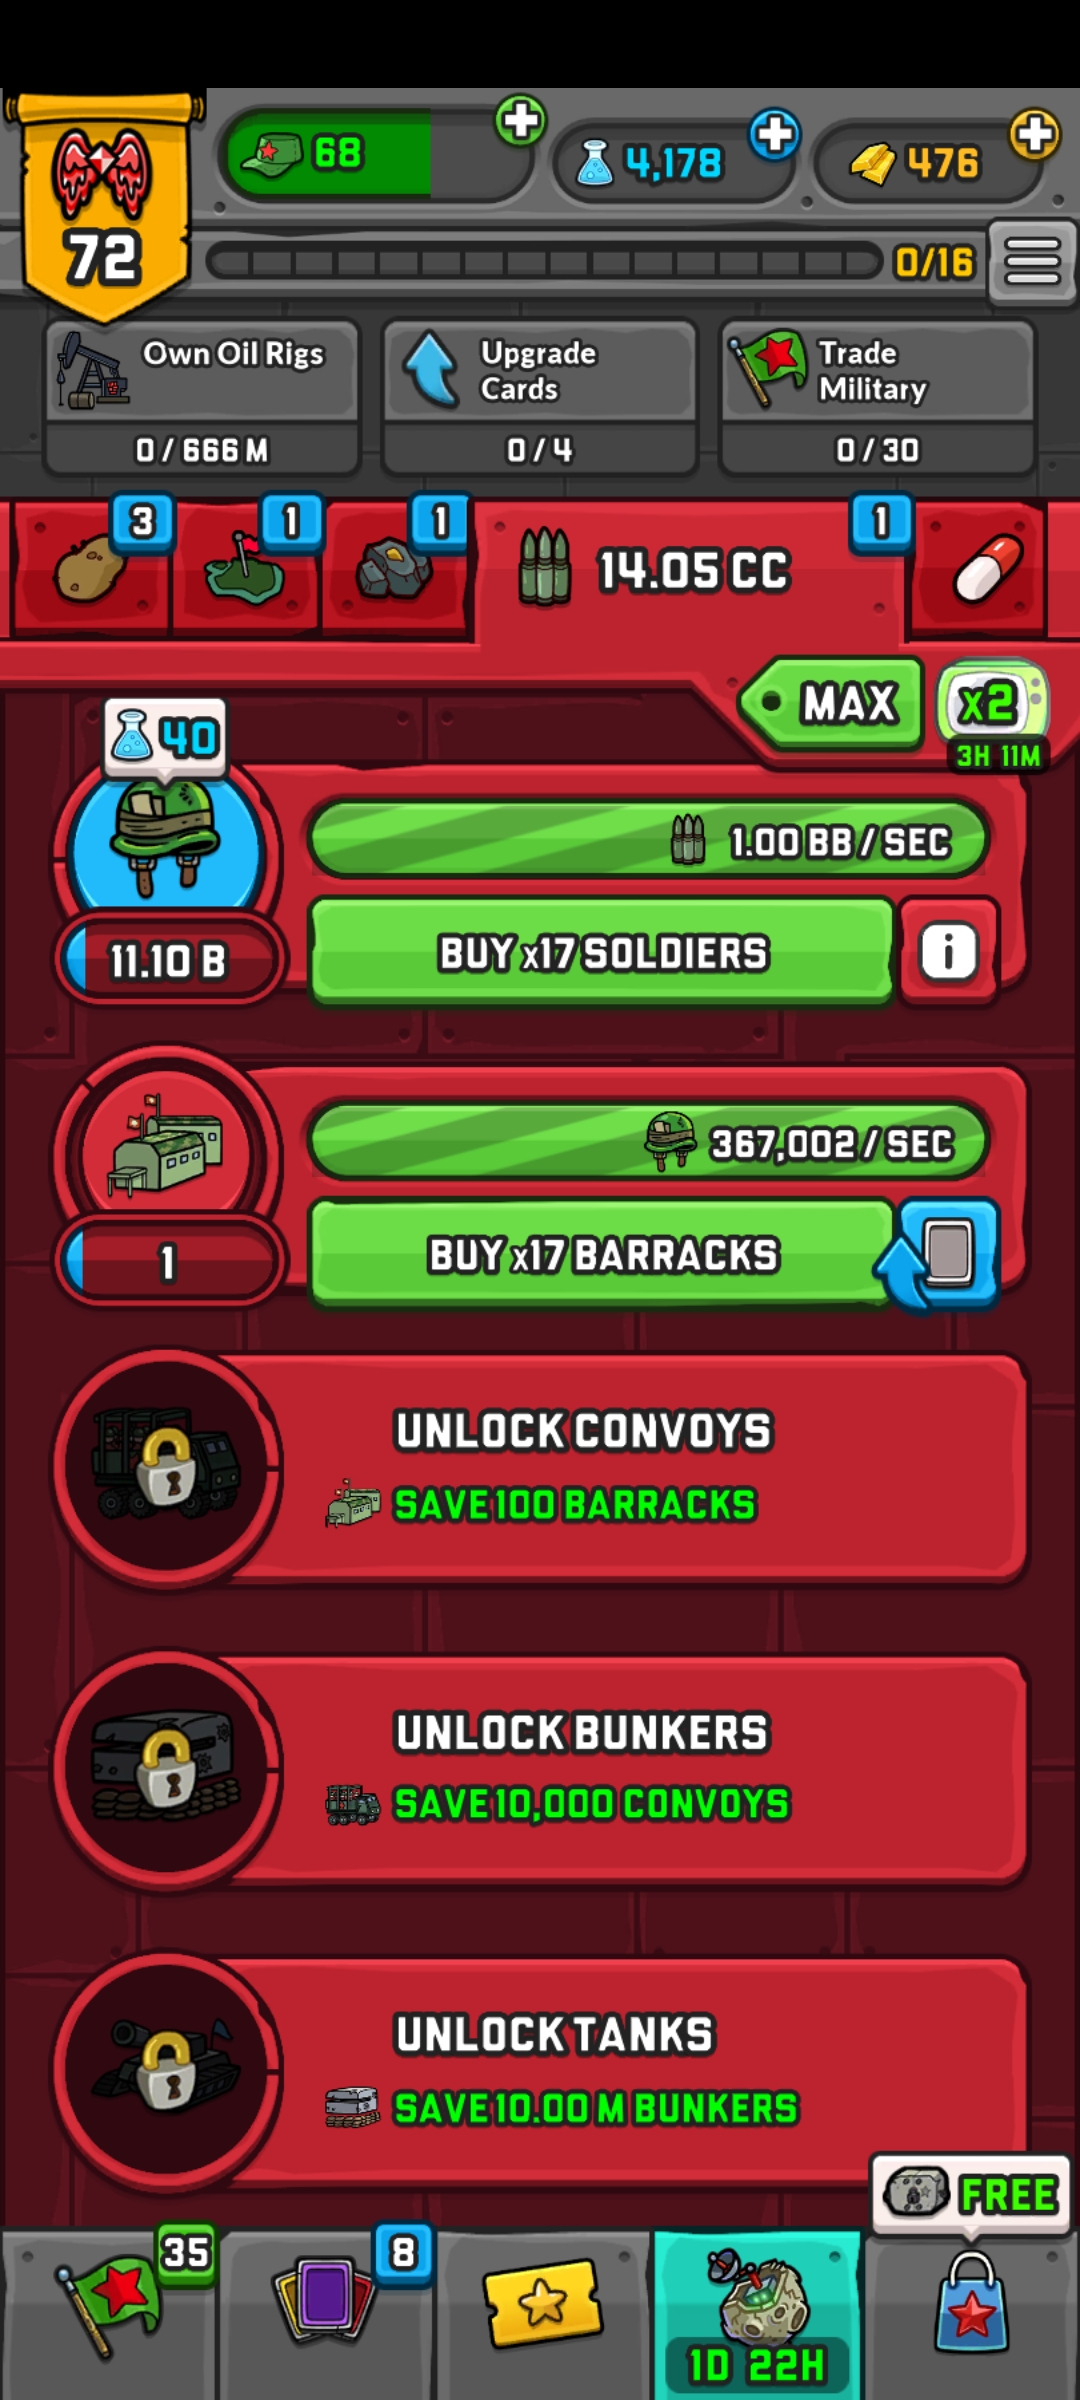 68
4,178
476
72
0/16
Own Oil Rigs
0 / 666 M
Upgrade
Cards
0 / 4
Trade
Military
0 / 30
3
1
1
14.05 CC
1
MAX
x2
3H 11M
40
1.00 BB / SEC
11.10 B
BUY x17 SOLDIERS
i
367,002 / SEC
1
BUY x17 BARRACKS
UNLOCK CONVOYS
SAVE 100 BARRACKS
UNLOCK BUNKERS
SAVE 10,000 CONVOYS
UNLOCK TANKS
SAVE 10.00 M BUNKERS
FREE
35
8
1D 22H